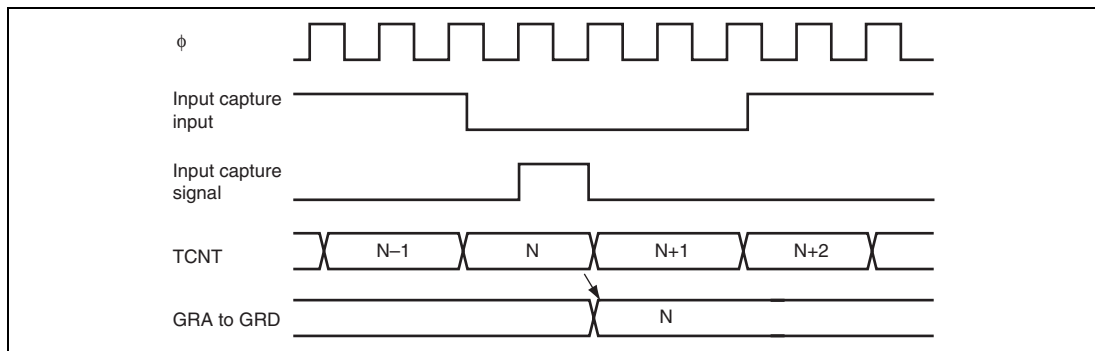 ϕ
Input capture
input
Input capture
signal
TCNT
N–1
N
N+1
N+2
GRA to GRD
N